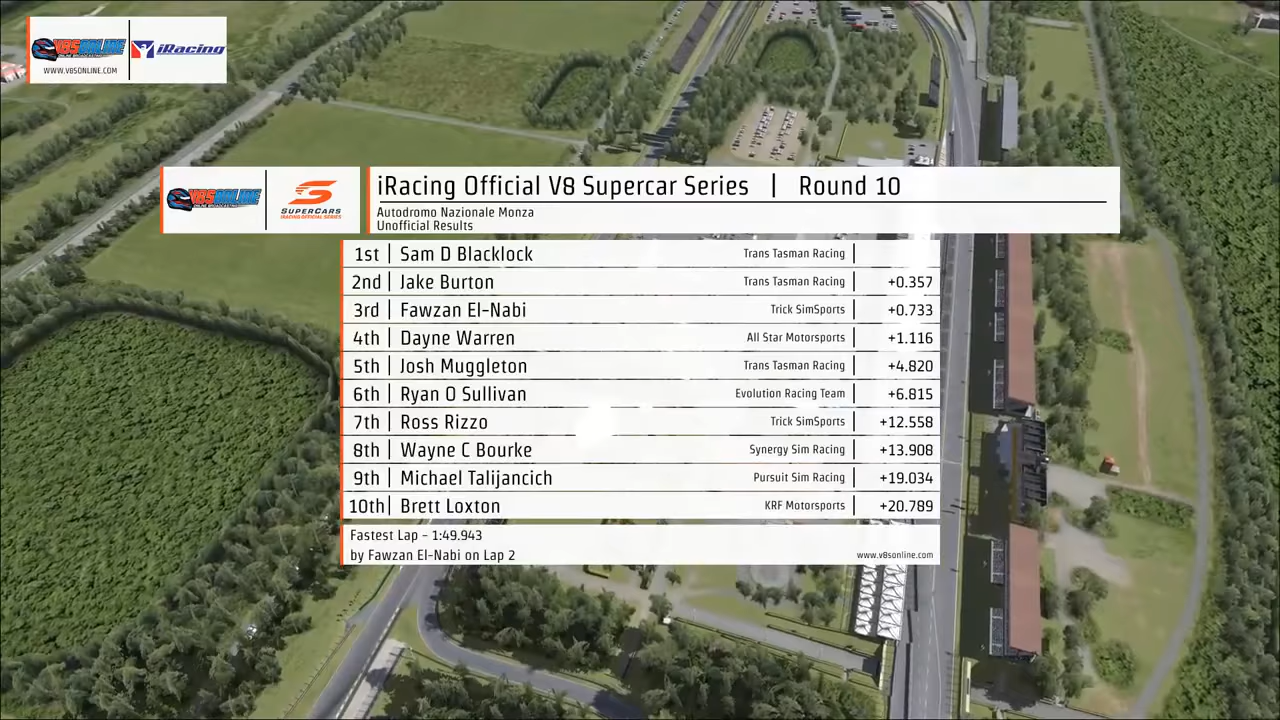 V8SONLINE
iRacing
WWW.V8SONLINE.COM
V8SONLINE
ONLINE BROADCASTING
SUPERCARS
iRACING OFFICIAL SERIES
iRacing Official V8 Supercar Series | Round 10
Autodromo Nazionale Monza
Unofficial Results
1st | Sam D Blacklock Trans Tasman Racing |
2nd | Jake Burton Trans Tasman Racing | +0.357
3rd | Fawzan El-Nabi Trick SimSports | +0.733
4th | Dayne Warren All Star Motorsports | +1.116
5th | Josh Muggleton Trans Tasman Racing | +4.820
6th | Ryan O Sullivan Evolution Racing Team | +6.815
7th | Ross Rizzo Trick SimSports | +12.558
8th | Wayne C Bourke Synergy Sim Racing | +13.908
9th | Michael Talijancich Pursuit Sim Racing | +19.034
10th | Brett Loxton KRF Motorsports | +20.789
Fastest Lap - 1:49.943
by Fawzan El-Nabi on Lap 2
www.v8sonline.com